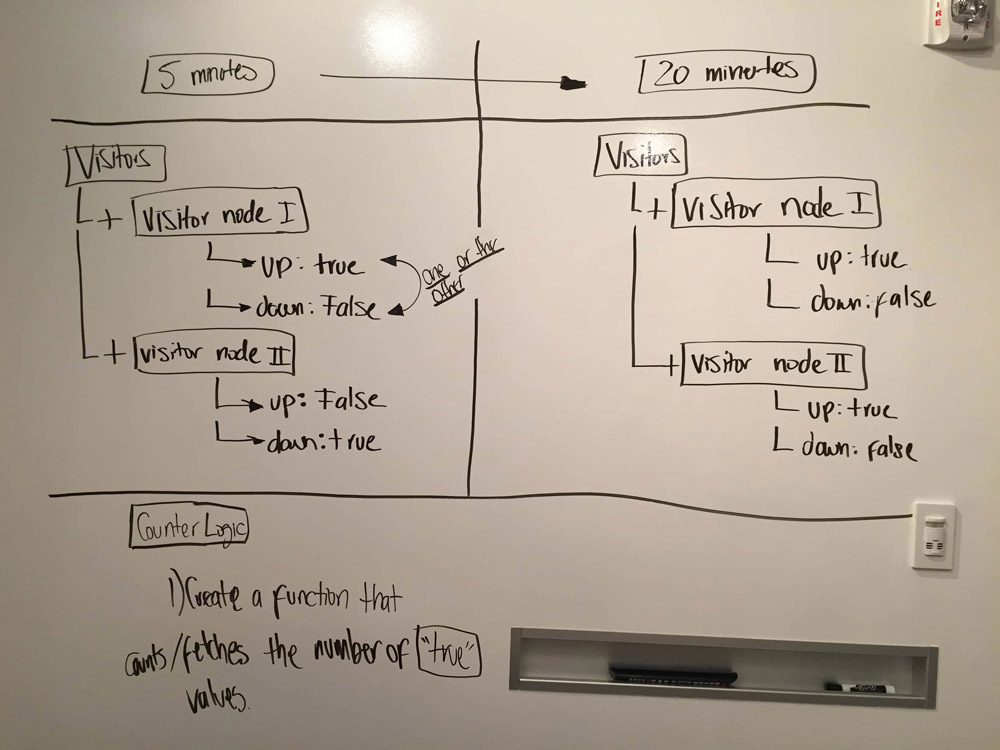 5 minutes
20 minutes
Visitors
+ Visitor node I
up: true
down: False
one or the
other
+ visitor node II
up: False
down: true
Visitors
+ Visitor node I
up: true
down: false
+ Visitor node II
up: true
down: false
Counter Logic
1) Create a function that
counts/fetches the number of "true"
values.
FIRE